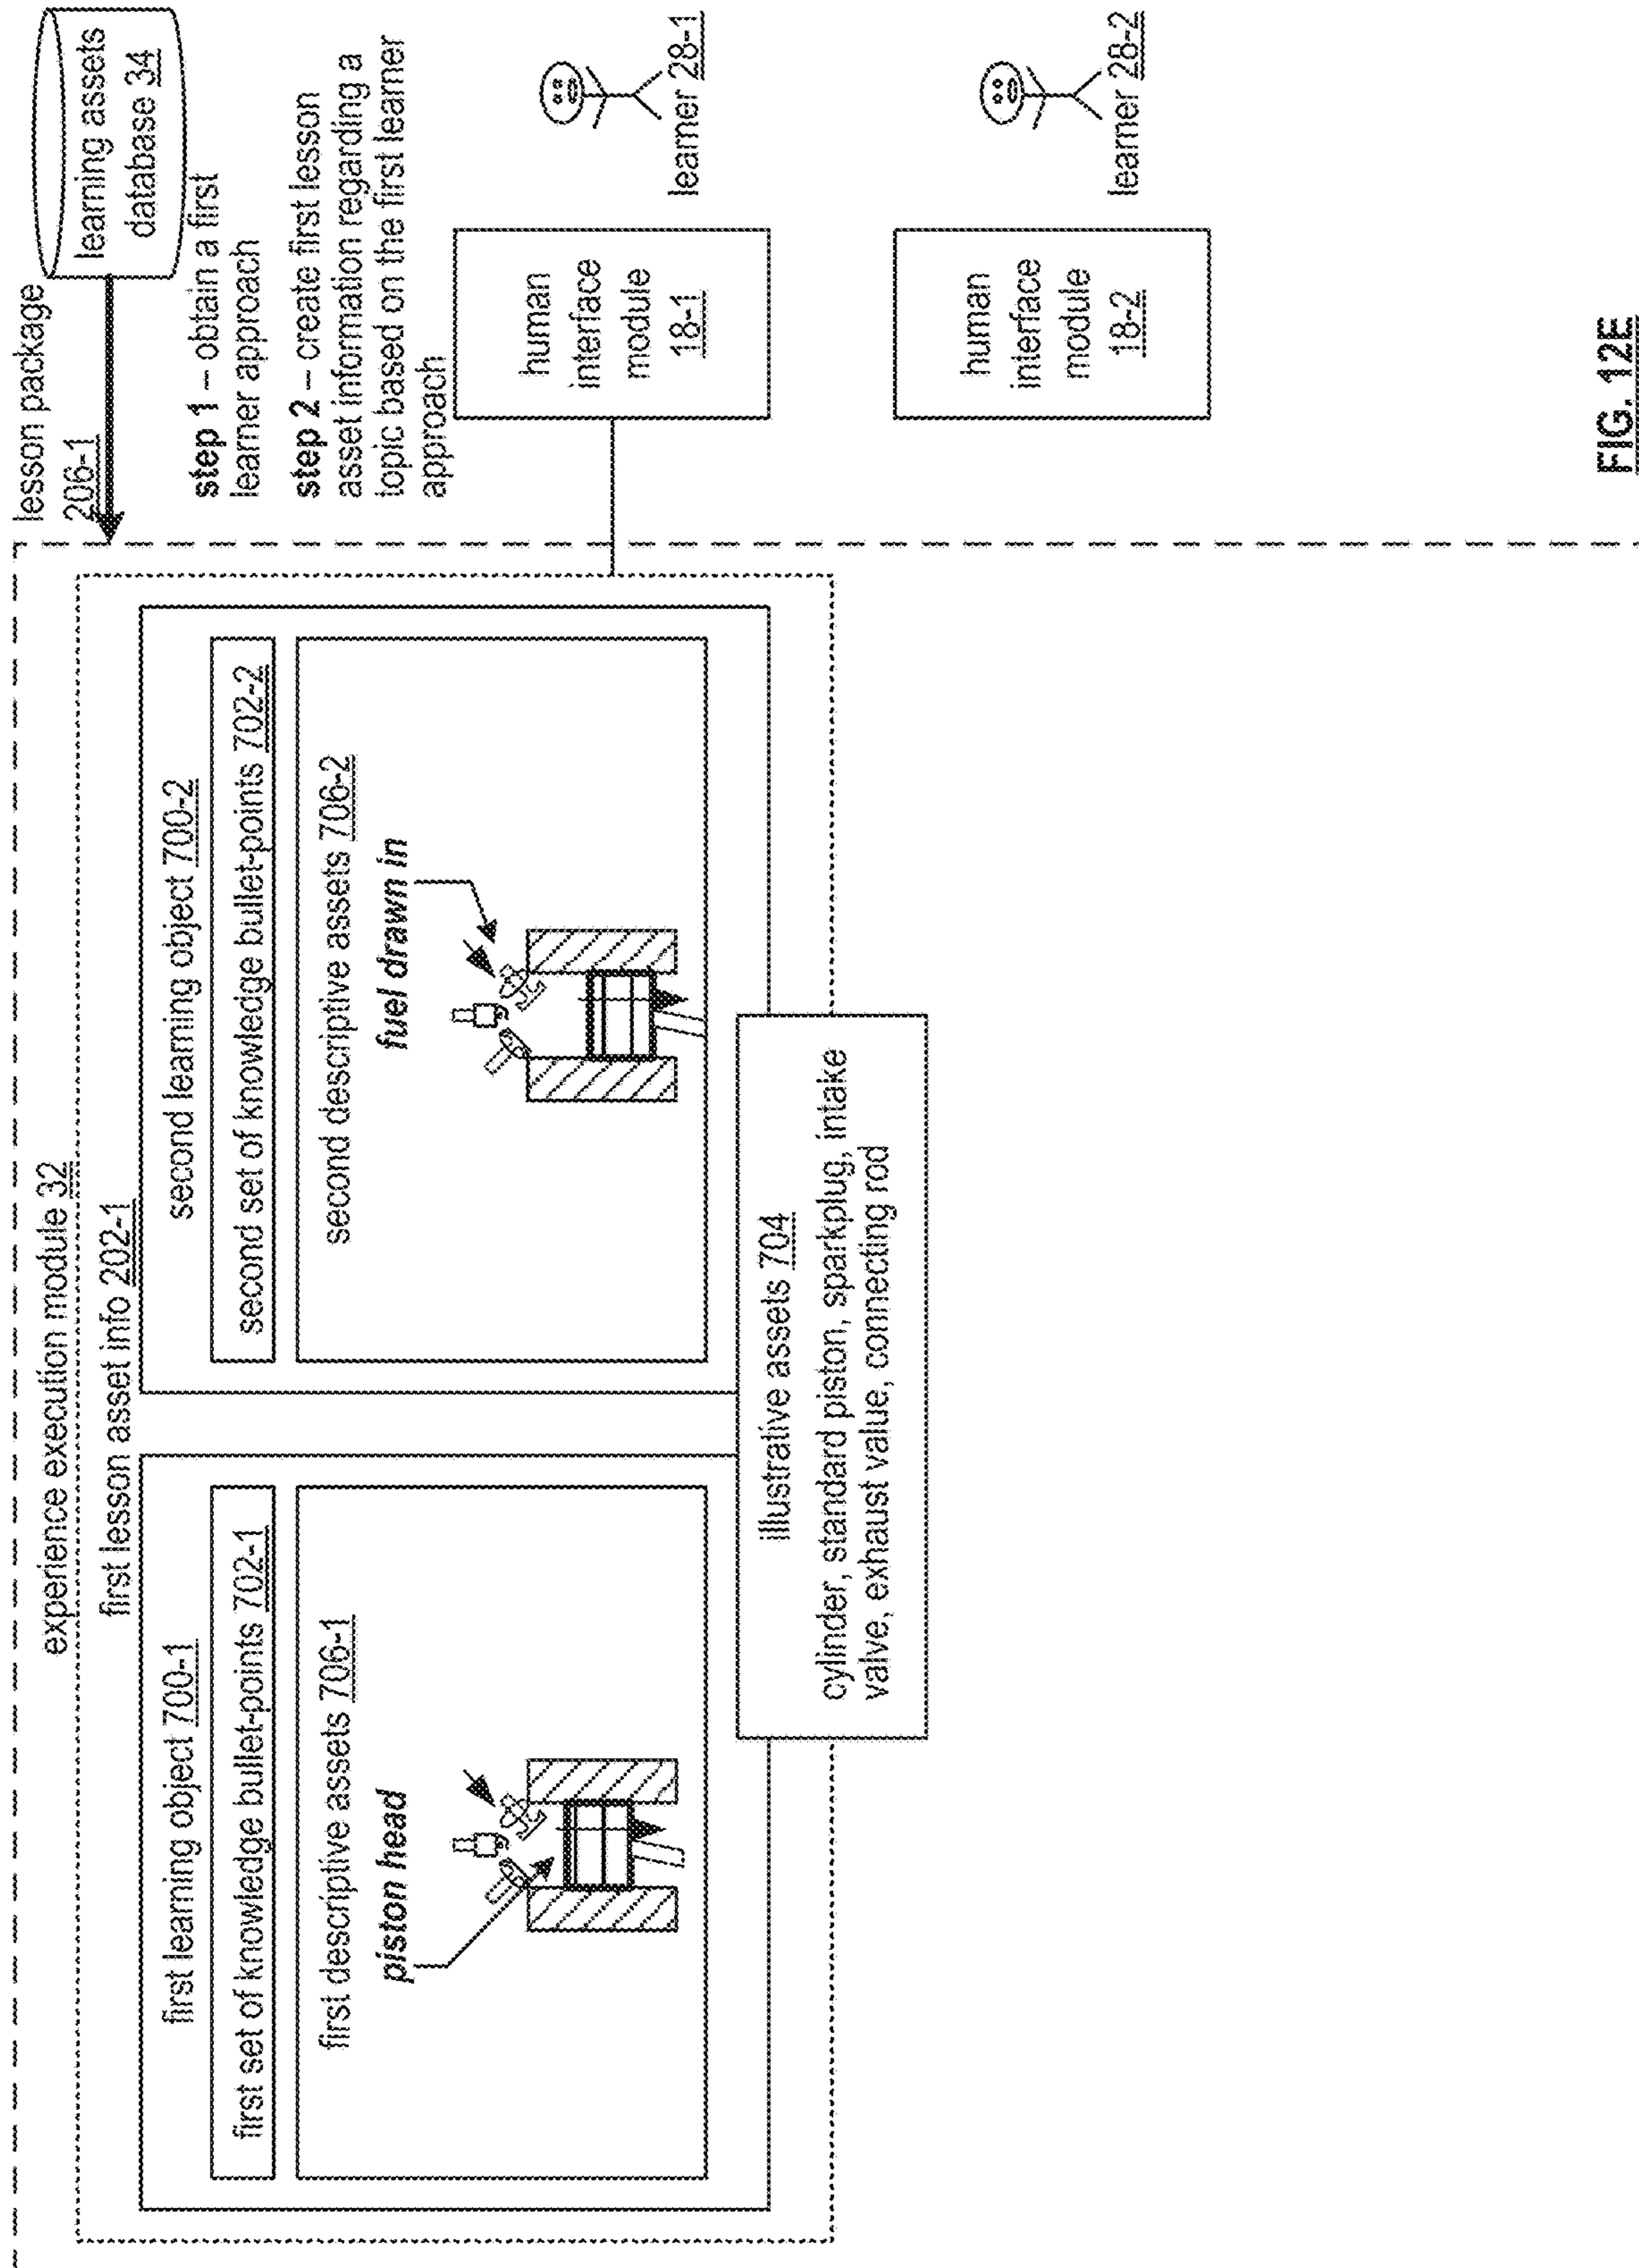 experience execution module 32
first lesson asset info 202-1
first learning object 700-1
first set of knowledge bullet-points 702-1
first descriptive assets 706-1
piston head
second learning object 700-2
second set of knowledge bullet-points 702-2
second descriptive assets 706-2
fuel drawn in
illustrative assets 704
cylinder, standard piston, sparkplug, intake
valve, exhaust value, connecting rod
lesson package
206-1
learning assets
database 34
step 1 – obtain a first
learner approach
step 2 – create first lesson
asset information regarding a
topic based on the first learner
approach
human
interface
module
18-1
learner 28-1
human
interface
module
18-2
learner 28-2
FIG. 12E